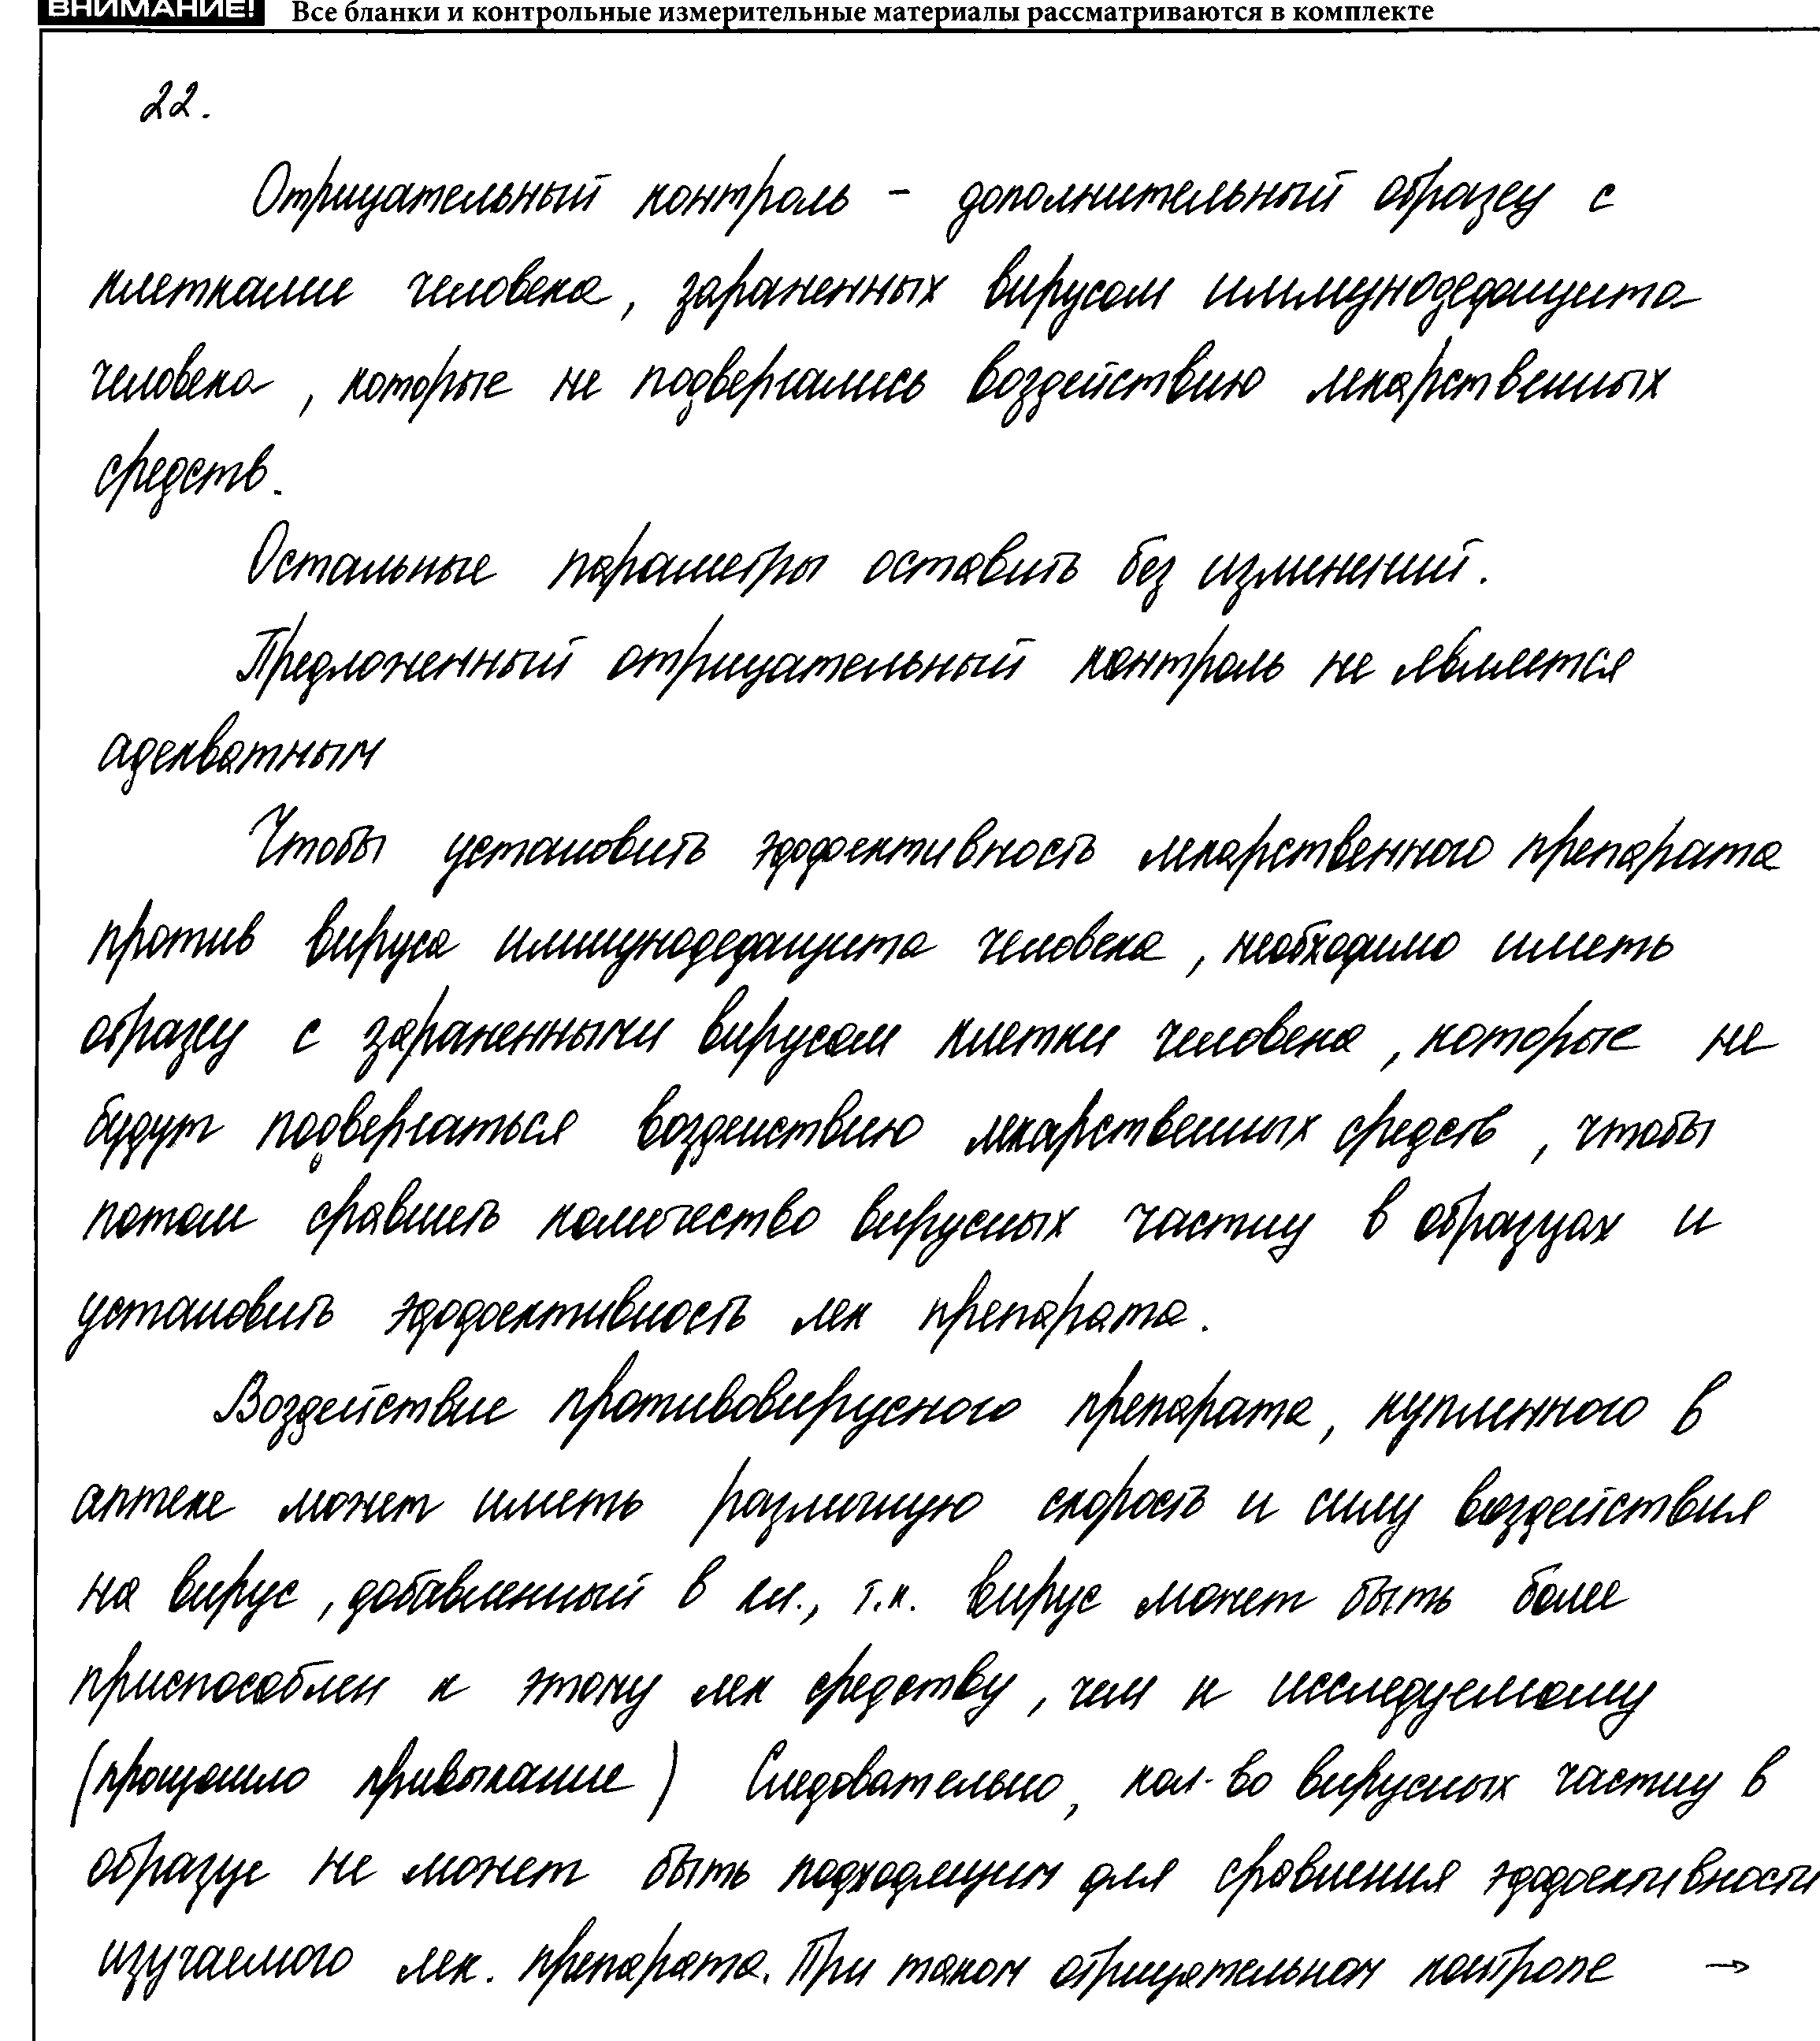 ВНИМАНИЕ! Все бланки и контрольные измерительные материалы рассматриваются в комплекте
22.
Отрицательный контроль – дополнительный образец с
клетками человека, зараженных вирусом иммунодефицита
человека, которые не подвергались воздействию лекарственных
средств.
Остальные параметры оставить без изменений.
Предложенный отрицательный контроль не является
адекватным
Чтобы установить эффективность лекарственного препарата
против вируса иммунодефицита человека, необходимо иметь
образец с зараженными вирусом клетки человека, которые не
будут подвергаться воздействию лекарственных средств, чтобы
потом сравнить количество вирусных частиц в образцах и
установить эффективность лек препарата.
Воздействие противовирусного препарата, купленного в
аптеке может иметь различную скорость и силу воздействия
на вирус, добавленный в кл., т.к. вирус может быть более
приспособлен к этому лек средству, чем к исследуемому
(произошло привыкание) Следовательно, кол-во вирусных частиц в
образце не может быть подходящим для сравнения эффективности
изучаемого лек. препарата. При таком отрицательном контроле →